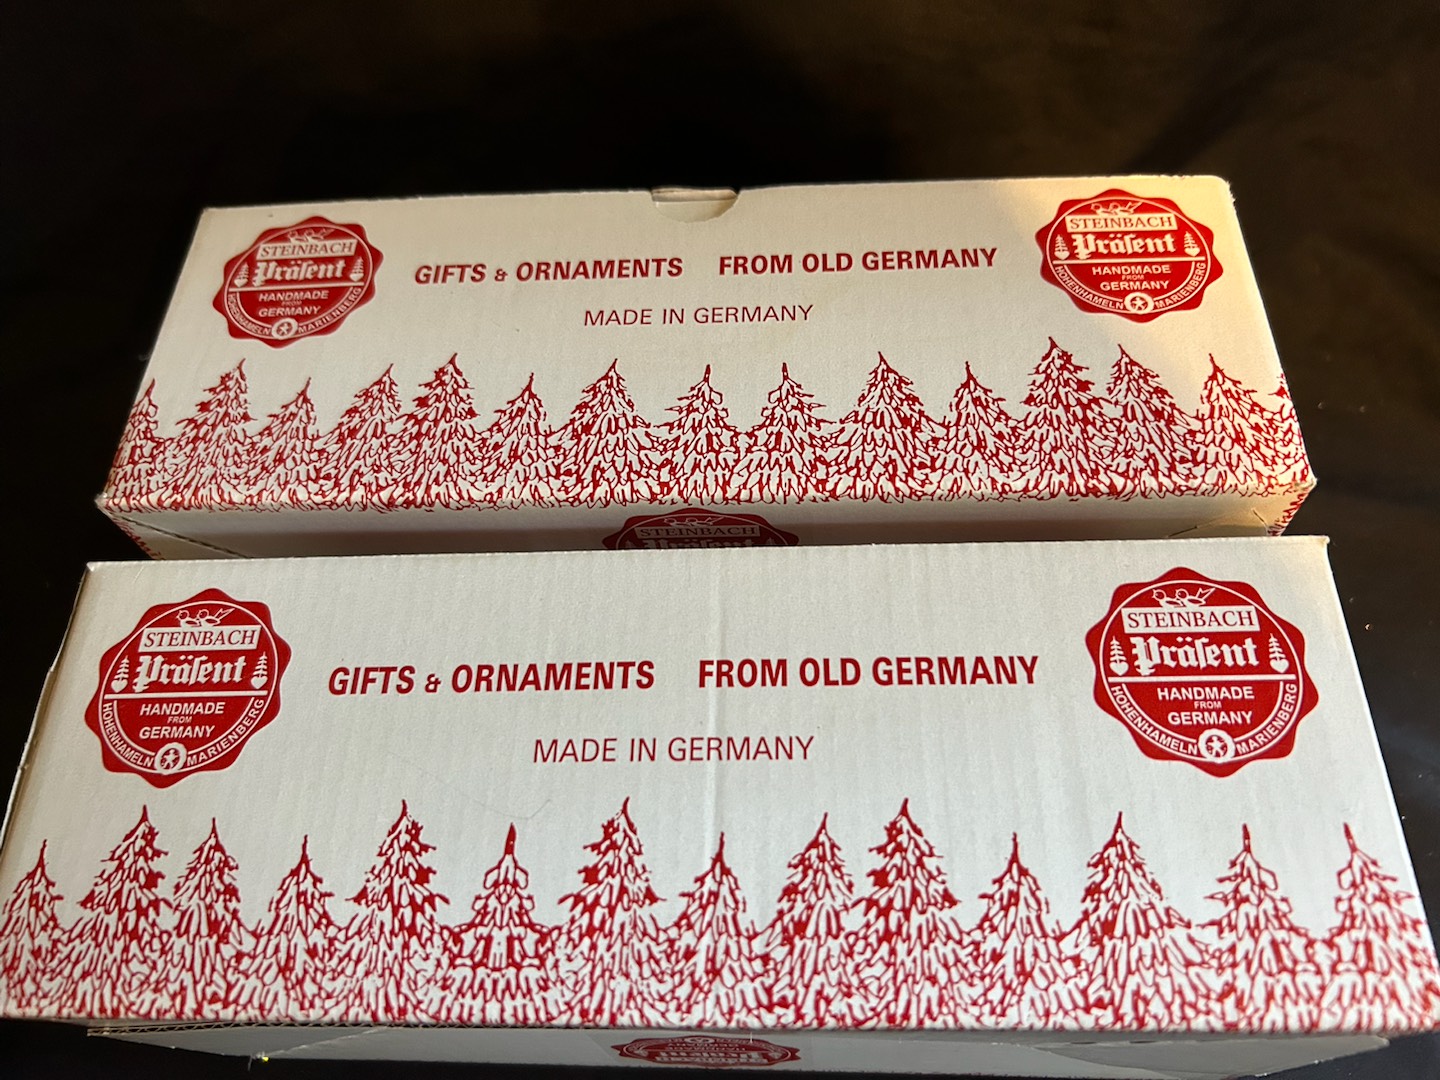 STEINBACH
Präſent
HANDMADE
FROM
GERMANY
HOHENHAMELN MARIENBERG
GIFTS & ORNAMENTS FROM OLD GERMANY
MADE IN GERMANY
STEINBACH
Präſent
HANDMADE
FROM
GERMANY
HOHENHAMELN MARIENBERG
STEINBACH
Präſent
STEINBACH
Präſent
HANDMADE
FROM
GERMANY
HOHENHAMELN MARIENBERG
GIFTS & ORNAMENTS FROM OLD GERMANY
MADE IN GERMANY
STEINBACH
Präſent
HANDMADE
FROM
GERMANY
HOHENHAMELN MARIENBERG